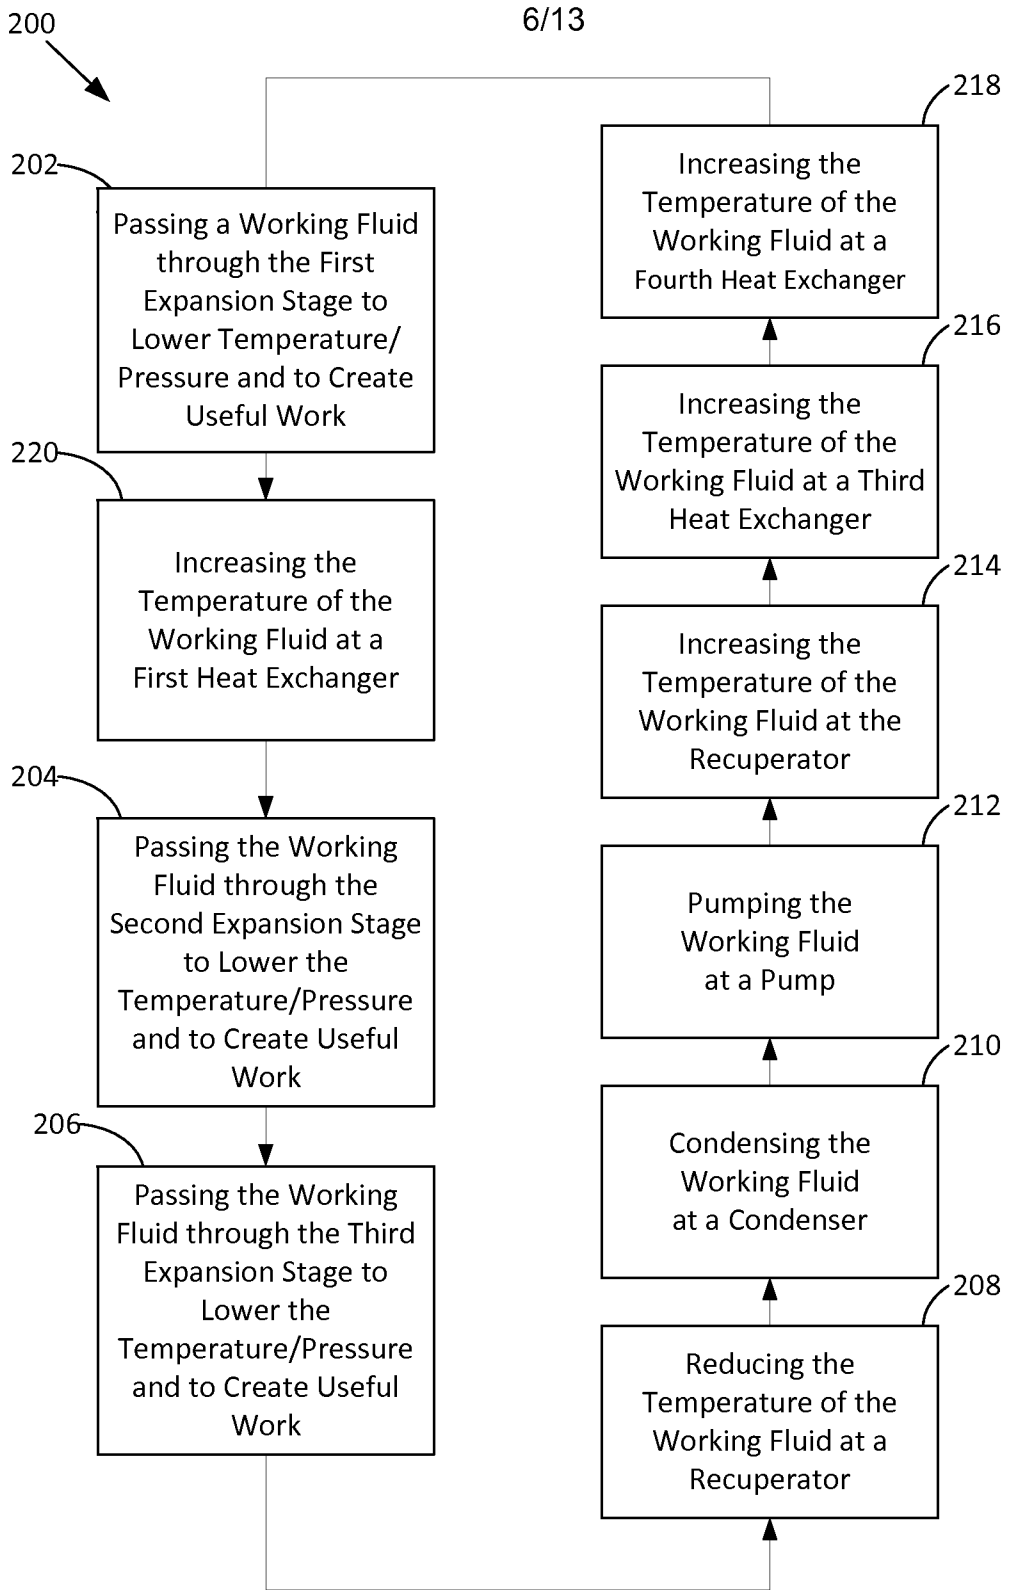 6/13
200
202
Passing a Working Fluid
through the First
Expansion Stage to
Lower Temperature/
Pressure and to Create
Useful Work
220
Increasing the
Temperature of the
Working Fluid at a
First Heat Exchanger
204
Passing the Working
Fluid through the
Second Expansion Stage
to Lower the
Temperature/Pressure
and to Create Useful
Work
206
Passing the Working
Fluid through the Third
Expansion Stage to
Lower the
Temperature/Pressure
and to Create Useful
Work
218
Increasing the
Temperature of the
Working Fluid at a
Fourth Heat Exchanger
216
Increasing the
Temperature of the
Working Fluid at a Third
Heat Exchanger
214
Increasing the
Temperature of the
Working Fluid at the
Recuperator
212
Pumping the
Working Fluid
at a Pump
210
Condensing the
Working Fluid
at a Condenser
208
Reducing the
Temperature of the
Working Fluid at a
Recuperator